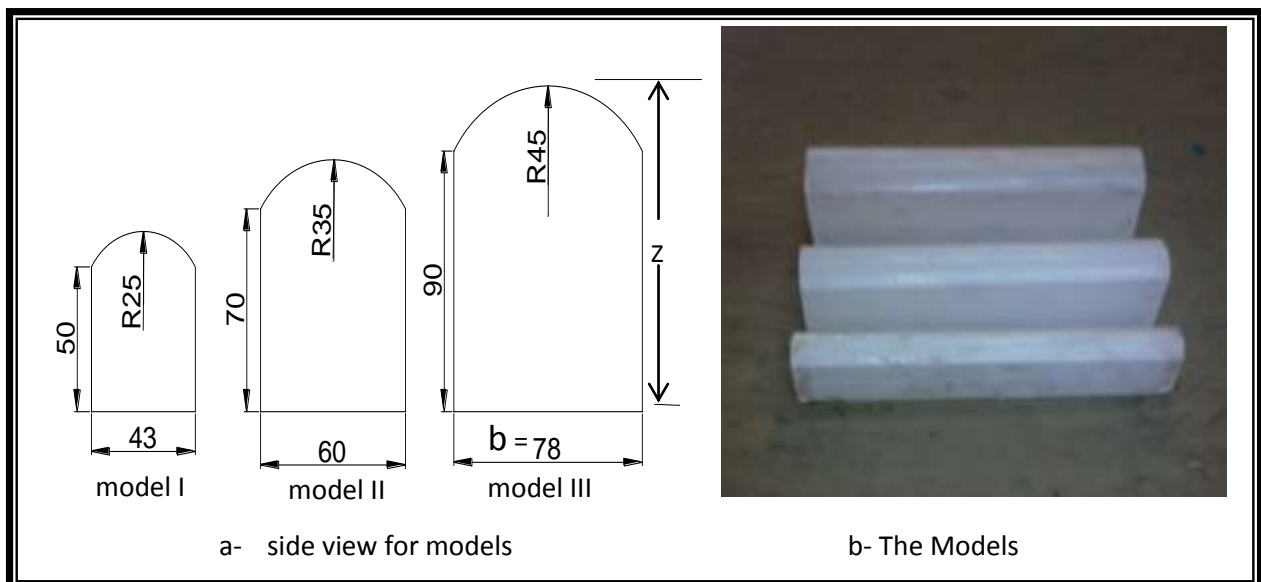 R25
50
43
model I
R35
70
60
model II
R45
90
z
b = 78
model III
a- side view for models
b- The Models